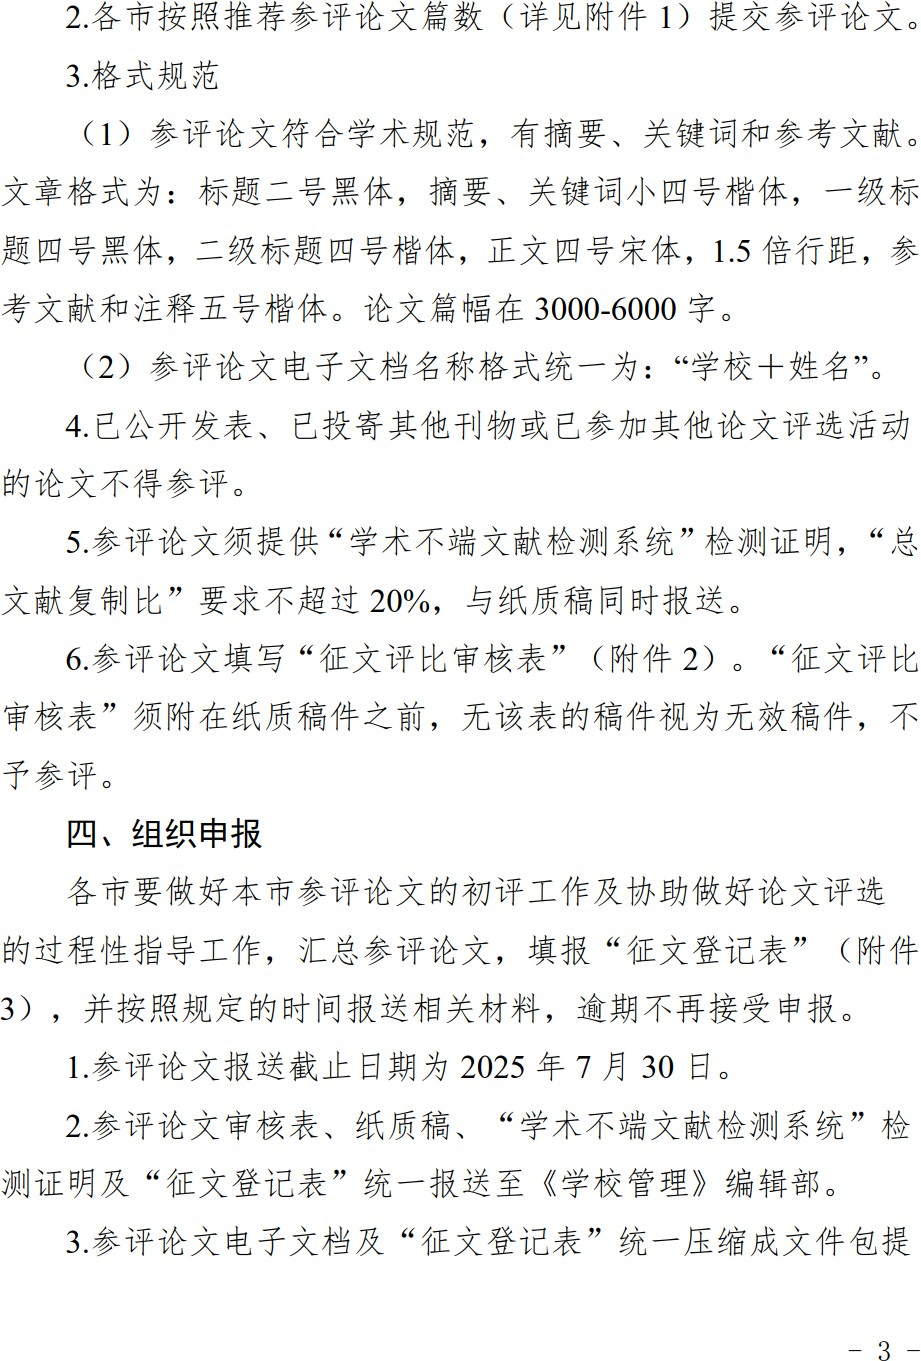 2.各市按照推荐参评论文篇数（详见附件 1）提交参评论文。
3.格式规范
（1）参评论文符合学术规范，有摘要、关键词和参考文献。
文章格式为：标题二号黑体，摘要、关键词小四号楷体，一级标
题四号黑体，二级标题四号楷体，正文四号宋体，1.5 倍行距，参
考文献和注释五号楷体。论文篇幅在 3000-6000 字。
（2）参评论文电子文档名称格式统一为：“学校＋姓名”。
4.已公开发表、已投寄其他刊物或已参加其他论文评选活动
的论文不得参评。
5.参评论文须提供“学术不端文献检测系统”检测证明，“总
文献复制比”要求不超过 20%，与纸质稿同时报送。
6.参评论文填写“征文评比审核表”（附件 2）。“征文评比
审核表”须附在纸质稿件之前，无该表的稿件视为无效稿件，不
予参评。
四、组织申报
各市要做好本市参评论文的初评工作及协助做好论文评选
的过程性指导工作，汇总参评论文，填报“征文登记表”（附件
3），并按照规定的时间报送相关材料，逾期不再接受申报。
1.参评论文报送截止日期为 2025 年 7 月 30 日。
2.参评论文审核表、纸质稿、“学术不端文献检测系统”检
测证明及“征文登记表”统一报送至《学校管理》编辑部。
3.参评论文电子文档及“征文登记表”统一压缩成文件包提
- 3 -